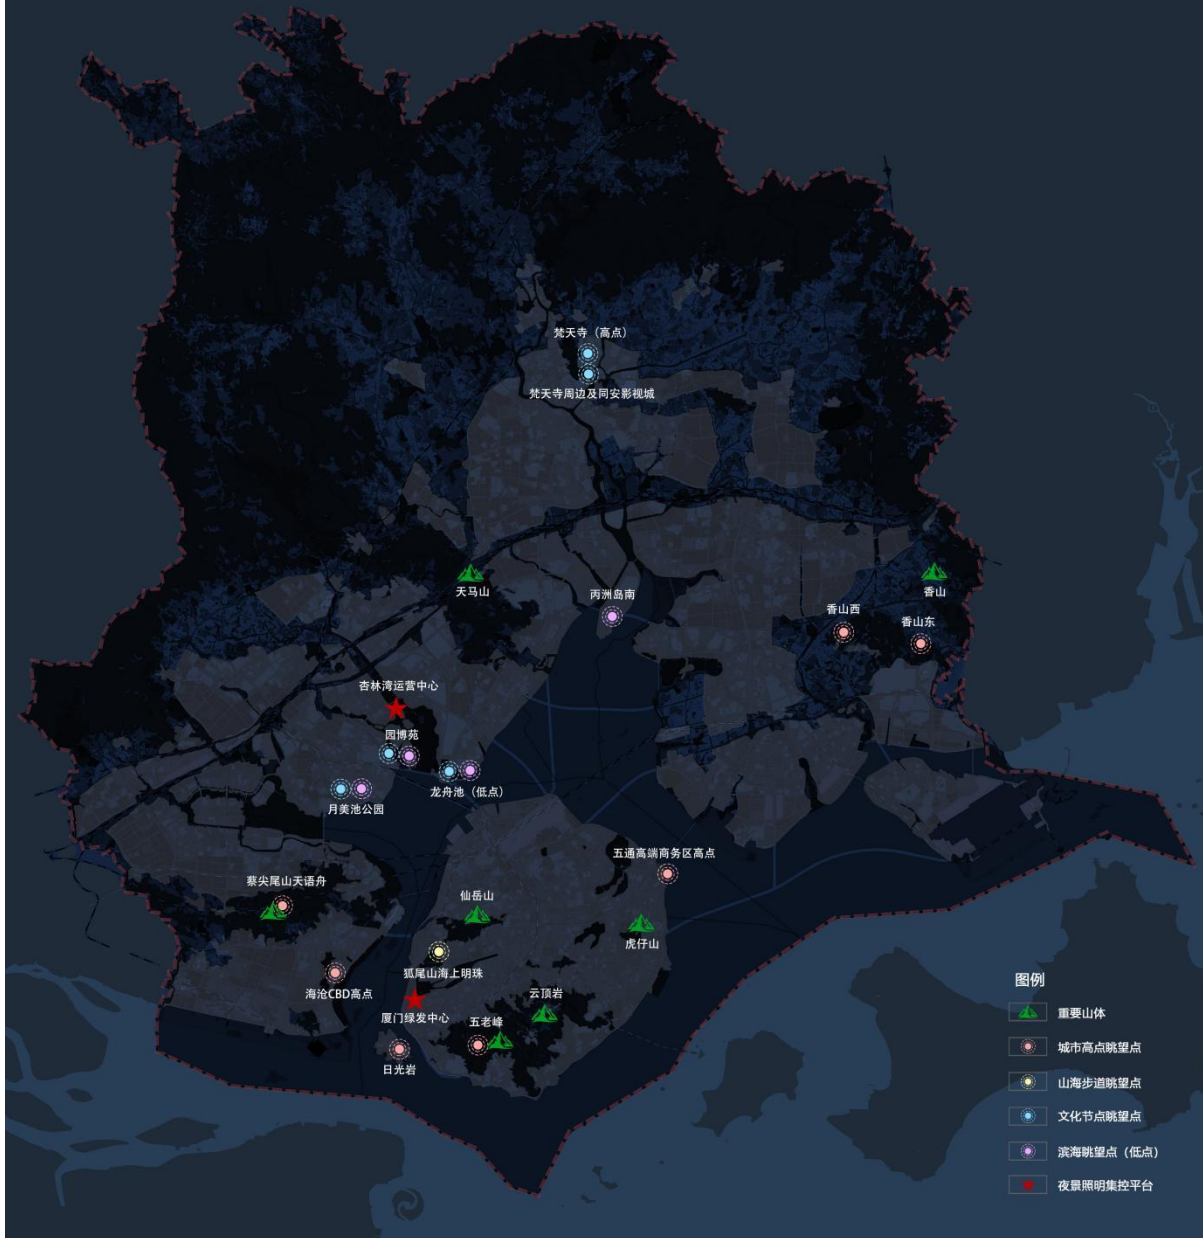 梵天寺（高点）
梵天寺周边及同安影视城
天马山
丙洲岛南
香山
香山西
香山东
杏林湾运营中心
园博苑
龙舟池（低点）
月美池公园
五通高端商务区高点
蔡尖尾山天语舟
仙岳山
虎仔山
狐尾山海上明珠
海沧CBD高点
云顶岩
厦门绿发中心
五老峰
日光岩
图例
重要山体
城市高点眺望点
山海步道眺望点
文化节点眺望点
滨海眺望点（低点）
夜景照明集控平台